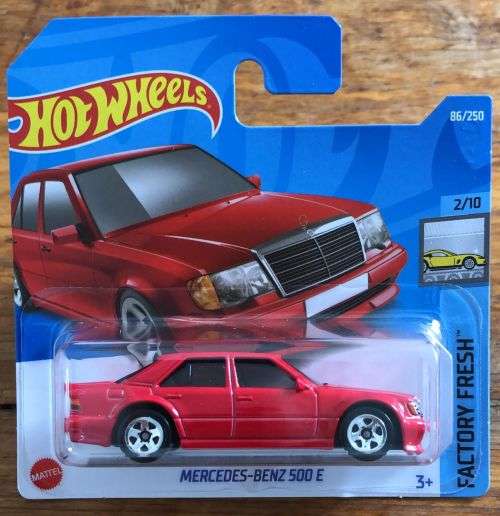 HOT WHEELS
86/250
2/10
FACTORY FRESH™
MATTEL
MERCEDES-BENZ 500 E
3+